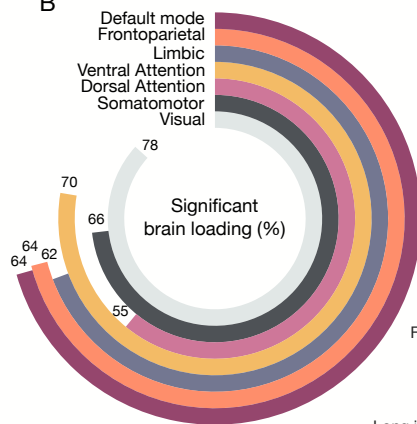 B
Default mode
Frontoparietal
Limbic
Ventral Attention
Dorsal Attention
Somatomotor
Visual
78
70
66
Significant
brain loading (%)
64
62
64
55
F